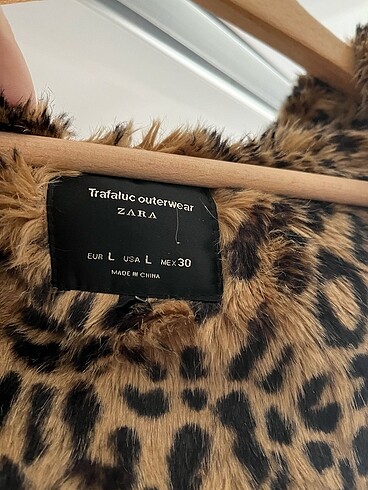 Trafaluc outerwear
ZARA
EUR L USA L MEX 30
MADE IN CHINA